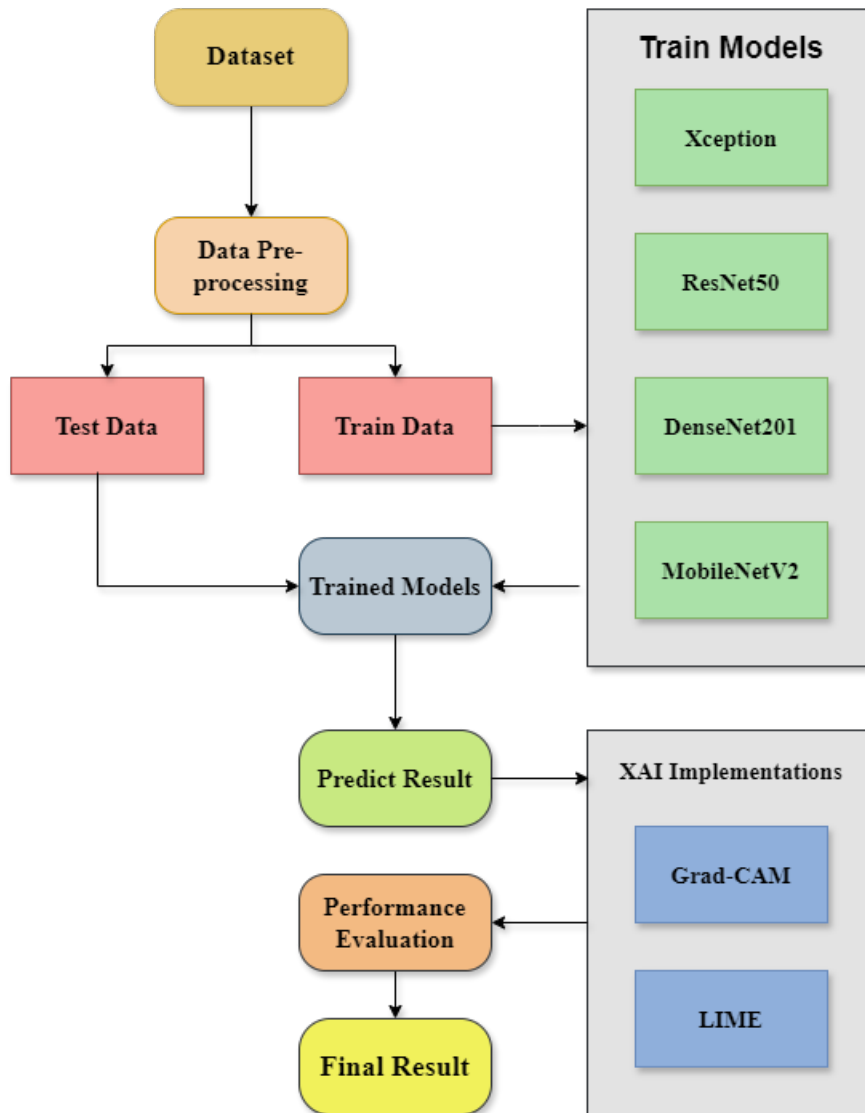 Dataset
Data Pre-
processing
Test Data
Train Data
Train Models
Xception
ResNet50
DenseNet201
MobileNetV2
Trained Models
Predict Result
XAI Implementations
Grad-CAM
LIME
Performance
Evaluation
Final Result